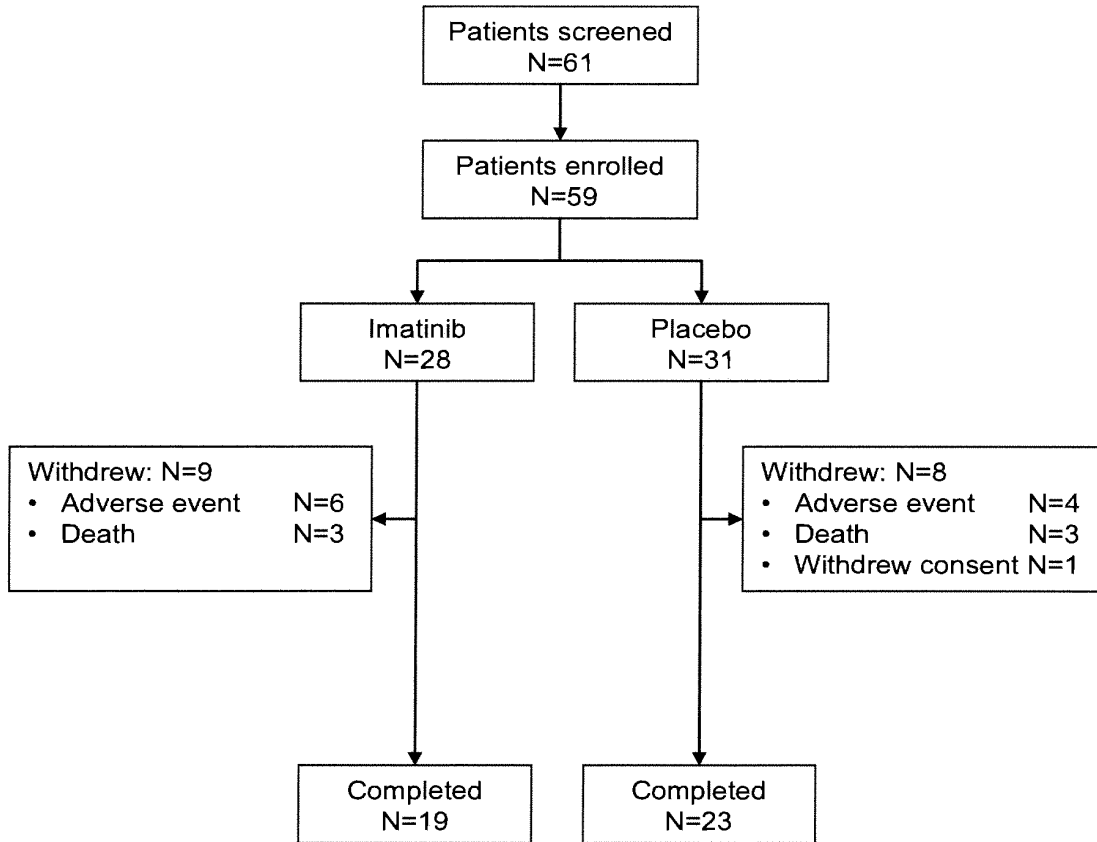 Patients screened
N=61
Patients enrolled
N=59
Imatinib
N=28
Placebo
N=31
Withdrew: N=9
• Adverse event N=6
• Death N=3
Withdrew: N=8
• Adverse event N=4
• Death N=3
• Withdrew consent N=1
Completed
N=19
Completed
N=23